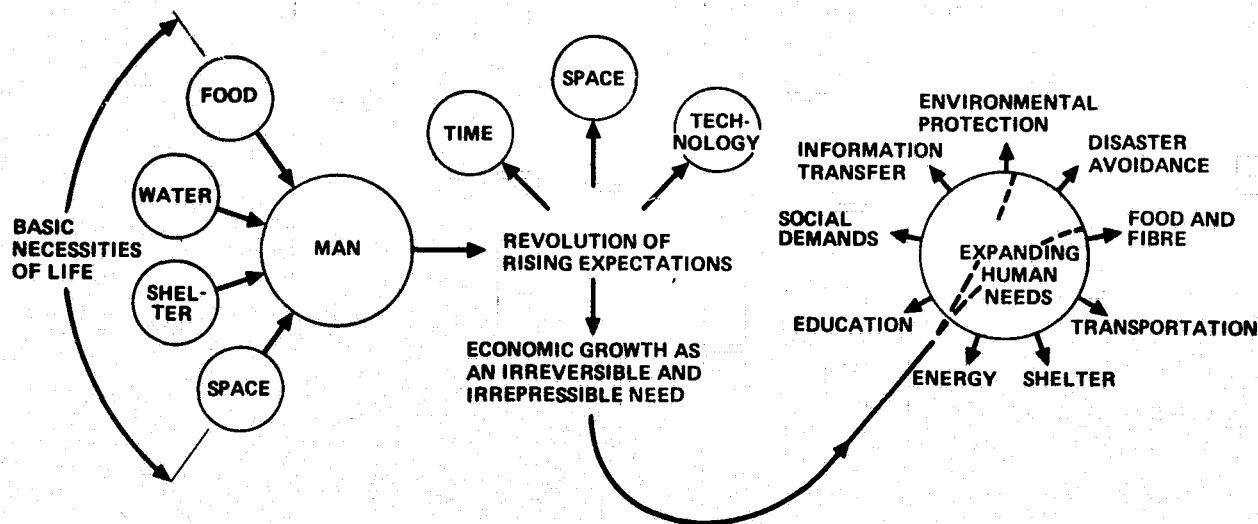 BASIC
NECESSITIES
OF LIFE
FOOD
WATER
SHEL-
TER
SPACE
MAN
TIME
SPACE
TECH-
NOLOGY
REVOLUTION OF
RISING EXPECTATIONS
ECONOMIC GROWTH AS
AN IRREVERSIBLE AND
IRREPRESSIBLE NEED
ENVIRONMENTAL
PROTECTION
INFORMATION
TRANSFER
DISASTER
AVOIDANCE
SOCIAL
DEMANDS
FOOD AND
FIBRE
EXPANDING
HUMAN
NEEDS
EDUCATION
TRANSPORTATION
ENERGY
SHELTER